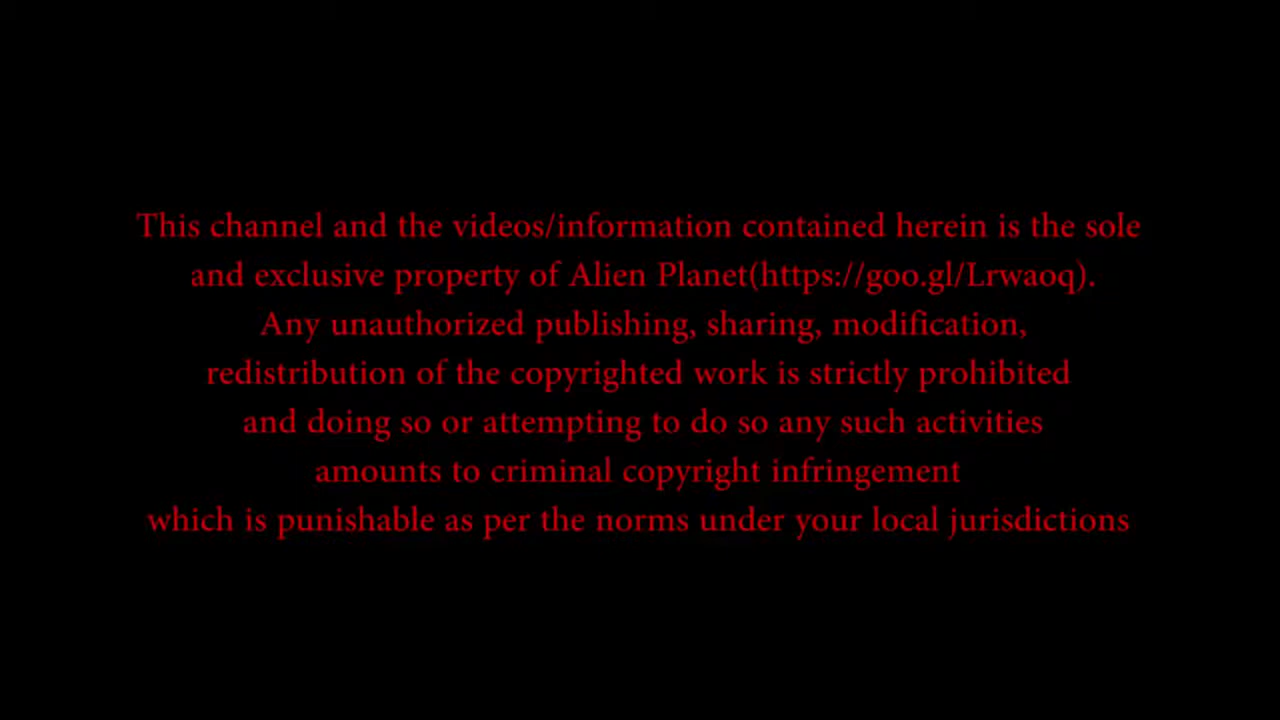 This channel and the videos/information contained herein is the sole
and exclusive property of Alien Planet(https://goo.gl/Lrwaoq).
Any unauthorized publishing, sharing, modification,
redistribution of the copyrighted work is strictly prohibited
and doing so or attempting to do so any such activities
amounts to criminal copyright infringement
which is punishable as per the norms under your local jurisdictions